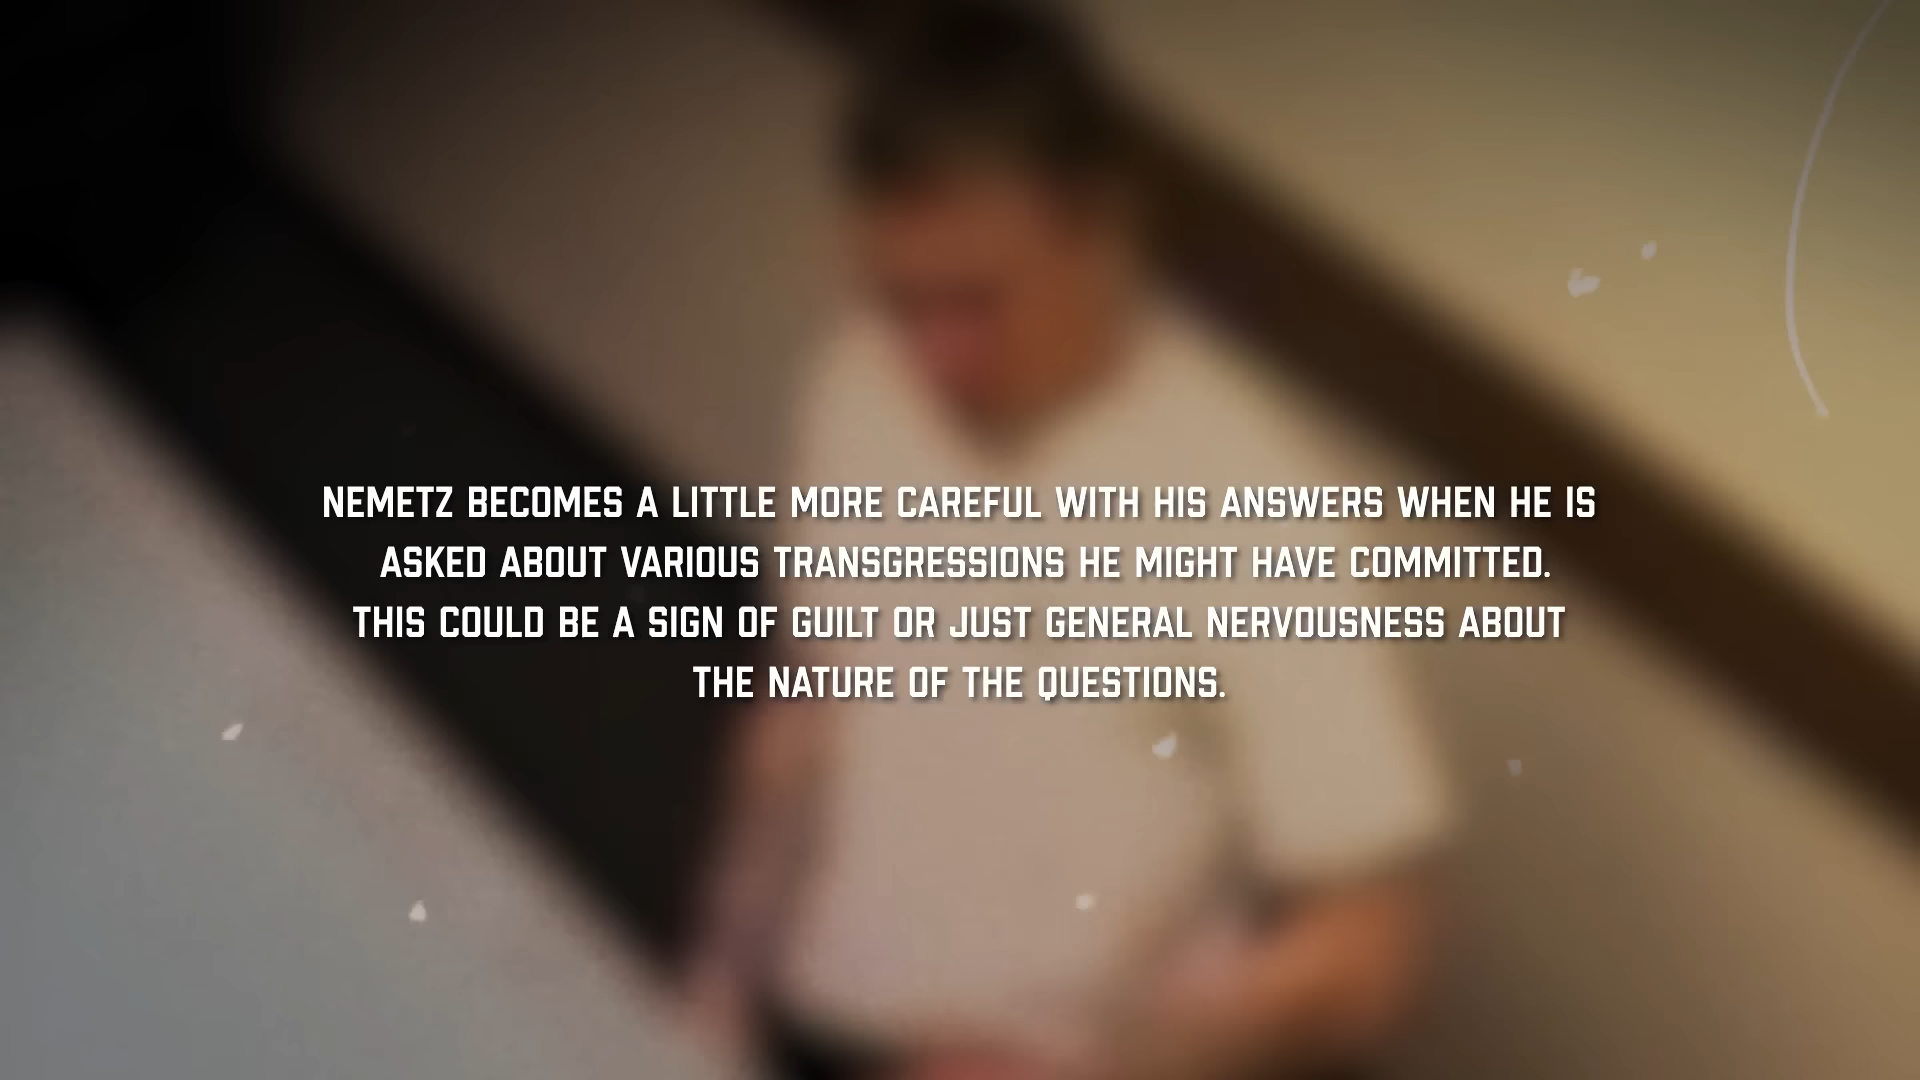 NEMETZ BECOMES A LITTLE MORE CAREFUL WITH HIS ANSWERS WHEN HE IS
ASKED ABOUT VARIOUS TRANSGRESSIONS HE MIGHT HAVE COMMITTED.
THIS COULD BE A SIGN OF GUILT OR JUST GENERAL NERVOUSNESS ABOUT
THE NATURE OF THE QUESTIONS.